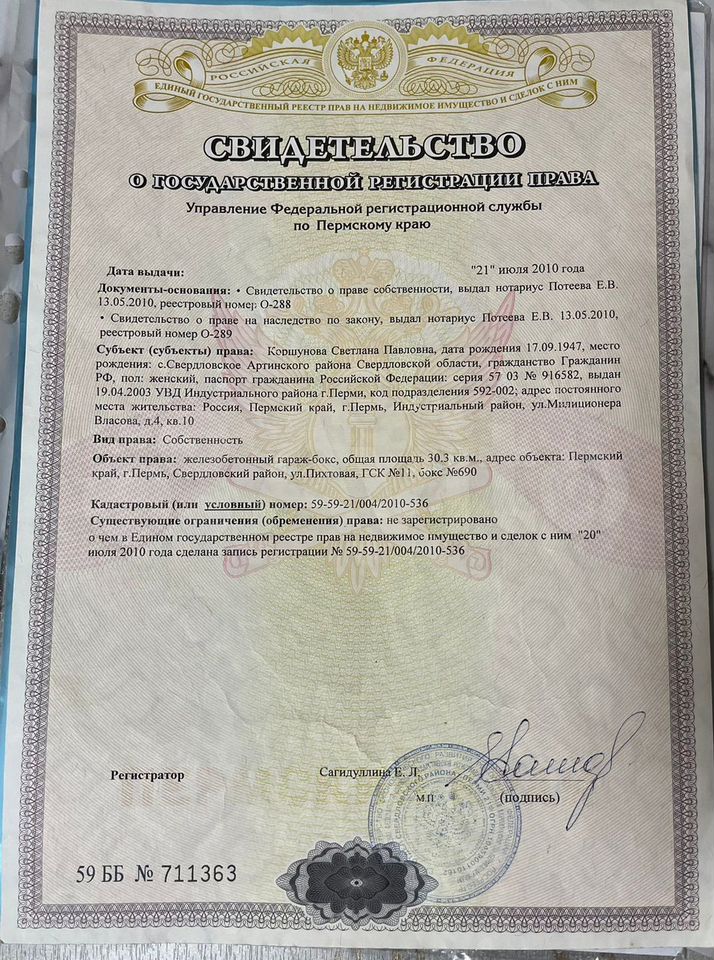 РОССИЙСКАЯ ФЕДЕРАЦИЯ
ЕДИНЫЙ ГОСУДАРСТВЕННЫЙ РЕЕСТР ПРАВ НА НЕДВИЖИМОЕ ИМУЩЕСТВО И СДЕЛОК С НИМ
СВИДЕТЕЛЬСТВО
О ГОСУДАРСТВЕННОЙ РЕГИСТРАЦИИ ПРАВА
Управление Федеральной регистрационной службы
по Пермскому краю
Дата выдачи: "21" июля 2010 года
Документы-основания: • Свидетельство о праве собственности, выдал нотариус Потеева Е.В.
13.05.2010, реестровый номер О-288
• Свидетельство о праве на наследство по закону, выдал нотариус Потеева Е.В. 13.05.2010,
реестровый номер О-289
Субъект (субъекты) права: Коршунова Светлана Павловна, дата рождения 17.09.1947, место
рождения: с.Свердловское Артинского района Свердловской области, гражданство Гражданин
РФ, пол: женский, паспорт гражданина Российской Федерации: серия 57 03 № 916582, выдан
19.04.2003 УВД Индустриального района г.Перми, код подразделения 592-002; адрес постоянного
места жительства: Россия, Пермский край, г.Пермь, Индустриальный район, ул.Милиционера
Власова, д.4, кв.10
Вид права: Собственность
Объект права: железобетонный гараж-бокс, общая площадь 30.3 кв.м., адрес объекта: Пермский
край, г.Пермь, Свердловский район, ул.Пихтовая, ГСК №11, бокс №690
Кадастровый (или условный) номер: 59-59-21/004/2010-536
Существующие ограничения (обременения) права: не зарегистрировано
о чем в Едином государственном реестре прав на недвижимое имущество и сделок с ним "20"
июля 2010 года сделана запись регистрации № 59-59-21/004/2010-536
Регистратор Сагидуллина Е. Л.
М П (подпись)
59 ББ № 711363